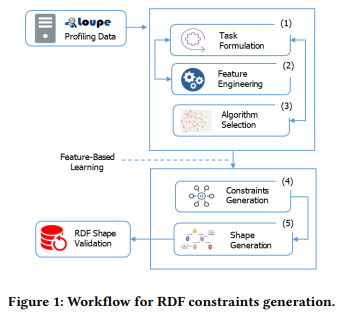 Loupe
Profiling Data
(1)
Task
Formulation
(2)
Feature
Engineering
(3)
Algorithm
Selection
Feature-Based
Learning
(4)
Constraints
Generation
(5)
Shape
Generation
RDF Shape
Validation
Figure 1: Workflow for RDF constraints generation.